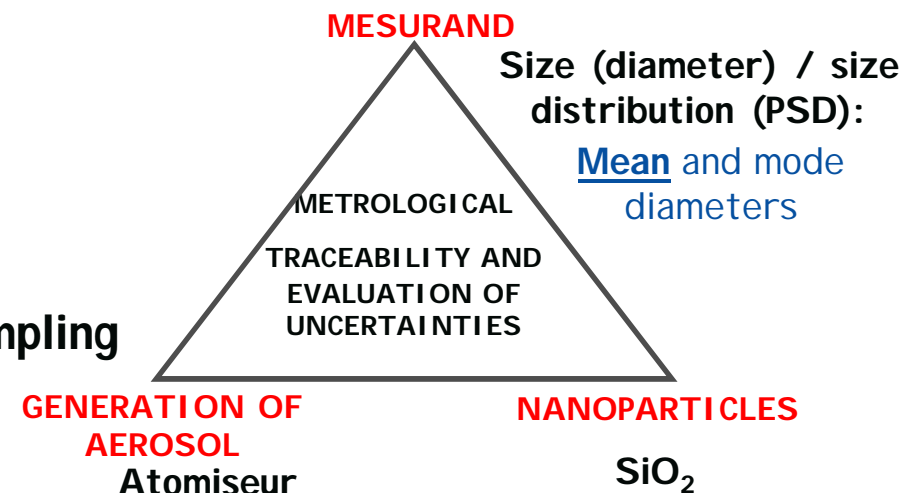 MESURAND
Size (diameter) / size
distribution (PSD):
Mean and mode
diameters
METROLOGICAL
TRACEABILITY AND
EVALUATION OF
UNCERTAINTIES
mpling
GENERATION OF
AEROSOL
Atomiseur
NANOPARTICLES
SiO₂